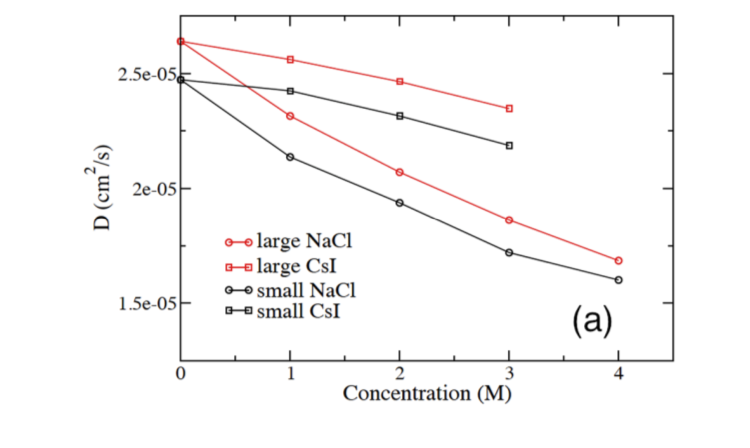 2.5e-05
2e-05
1.5e-05
D (cm²/s)
large NaCl
large CsI
small NaCl
small CsI
(a)
0 1 2 3 4
Concentration (M)